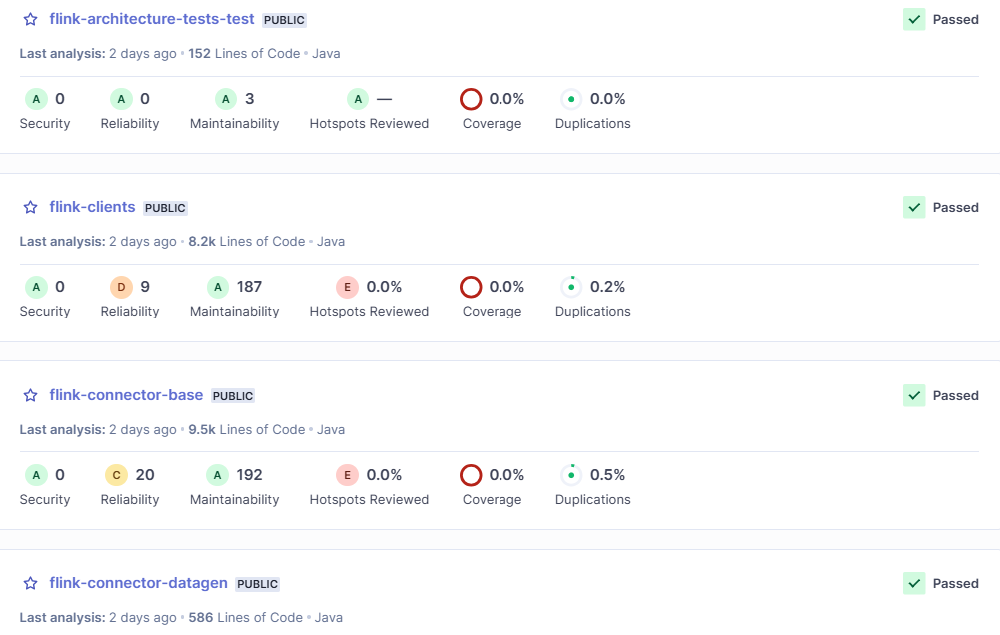 flink-architecture-tests-test PUBLIC Passed
Last analysis: 2 days ago • 152 Lines of Code • Java
A 0 A 0 A 3 A — 0.0% 0.0%
Security Reliability Maintainability Hotspots Reviewed Coverage Duplications
flink-clients PUBLIC Passed
Last analysis: 2 days ago • 8.2k Lines of Code • Java
A 0 D 9 A 187 E 0.0% 0.0% 0.2%
Security Reliability Maintainability Hotspots Reviewed Coverage Duplications
flink-connector-base PUBLIC Passed
Last analysis: 2 days ago • 9.5k Lines of Code • Java
A 0 C 20 A 192 E 0.0% 0.0% 0.5%
Security Reliability Maintainability Hotspots Reviewed Coverage Duplications
flink-connector-datagen PUBLIC Passed
Last analysis: 2 days ago • 586 Lines of Code • Java